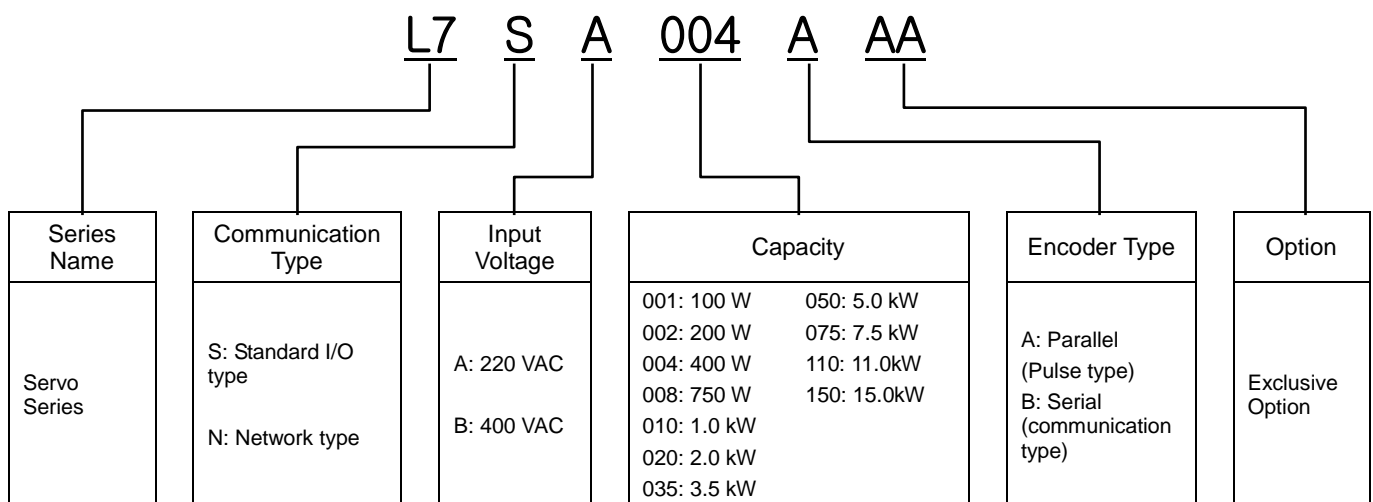 L7 S A 004 A AA
Series
Name
Servo
Series
Communication
Type
S: Standard I/O
type
N: Network type
Input
Voltage
A: 220 VAC
B: 400 VAC
Capacity
001: 100 W 050: 5.0 kW
002: 200 W 075: 7.5 kW
004: 400 W 110: 11.0kW
008: 750 W 150: 15.0kW
010: 1.0 kW
020: 2.0 kW
035: 3.5 kW
Encoder Type
A: Parallel
(Pulse type)
B: Serial
(communication
type)
Option
Exclusive
Option